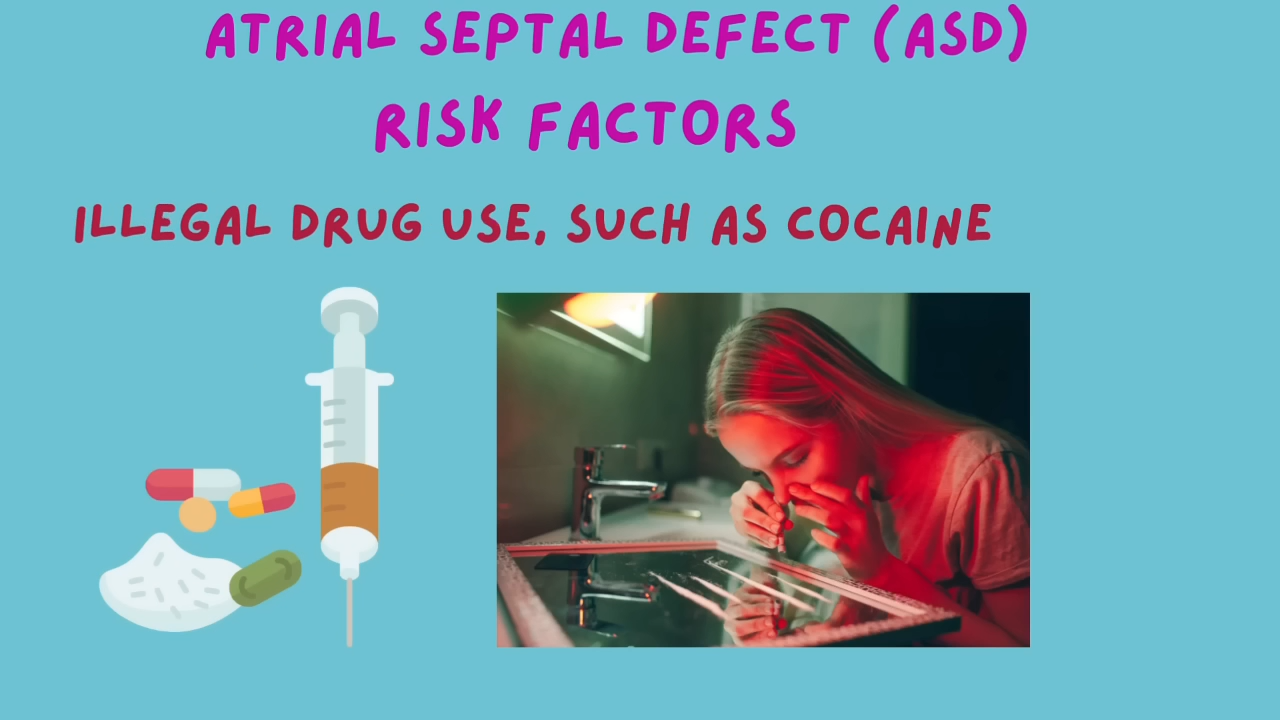 ATRIAL SEPTAL DEFECT (ASD)
RISK FACTORS
ILLEGAL DRUG USE, SUCH AS COCAINE